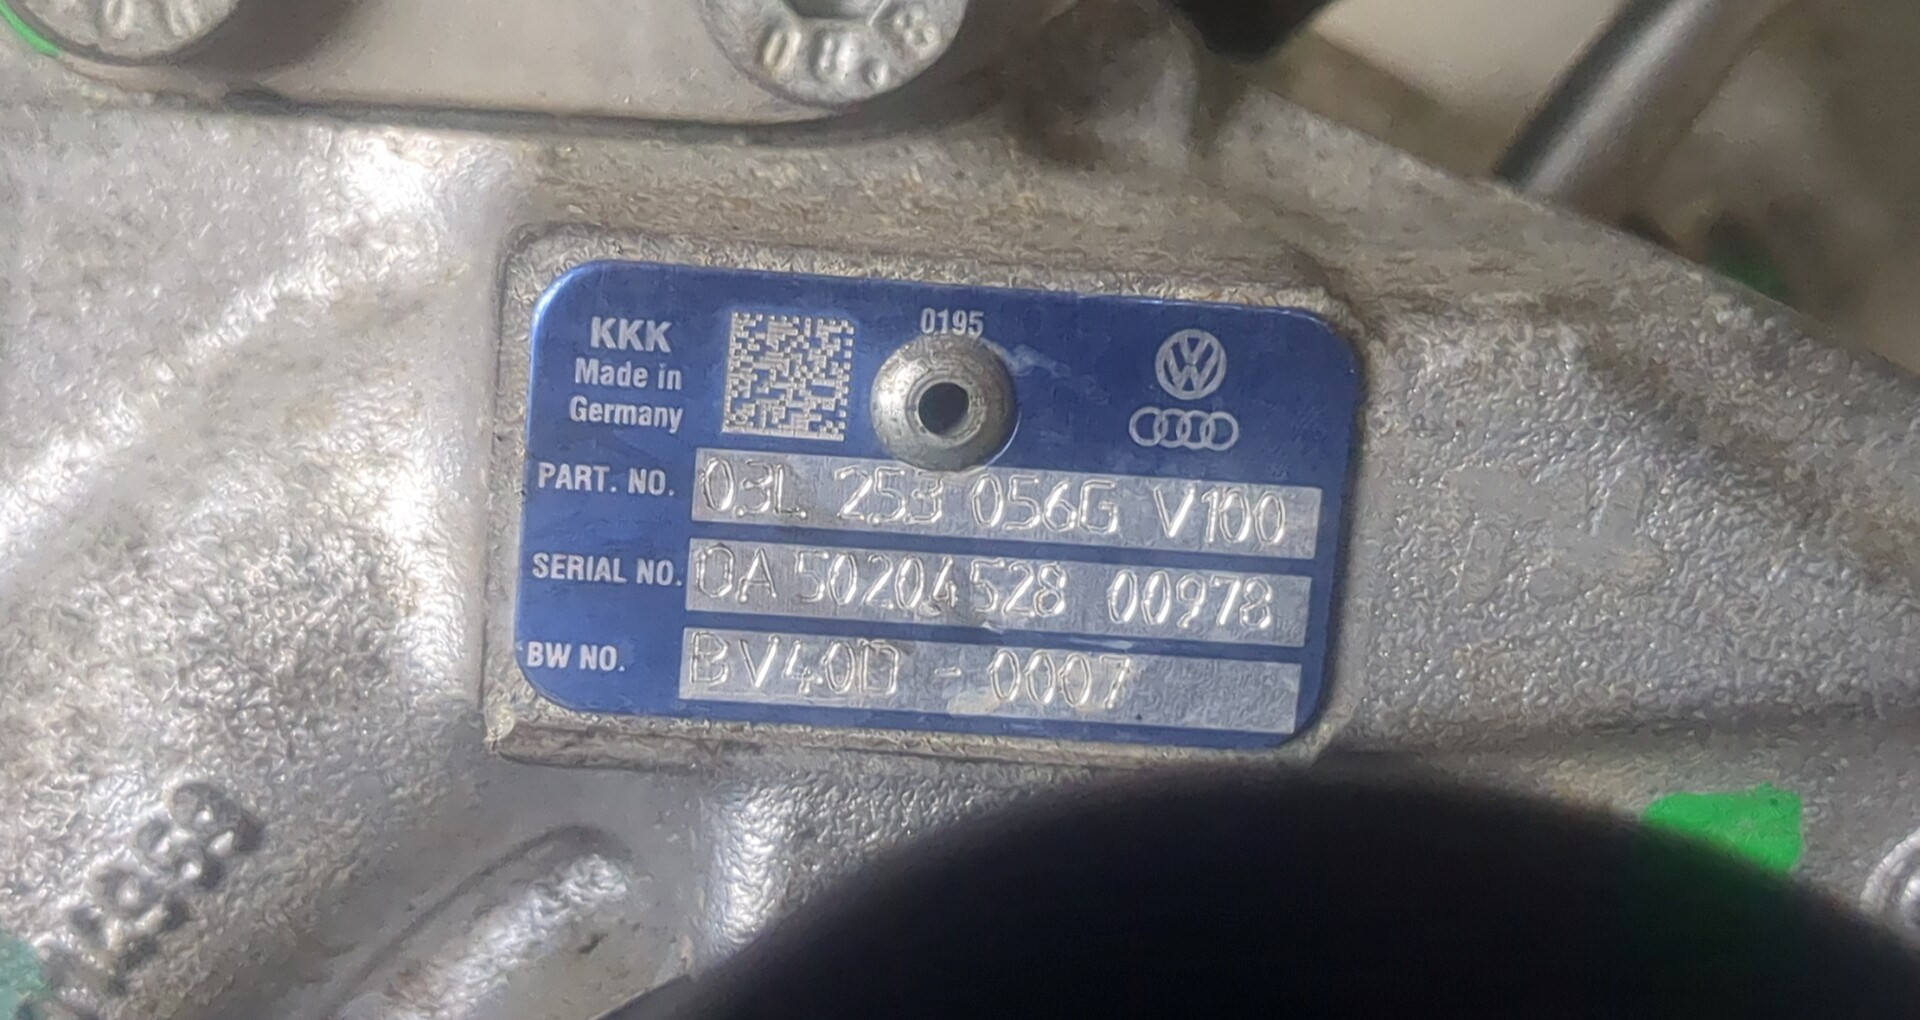 KKK
Made in
Germany
0195
PART. NO. 03L 253 056G V100
SERIAL NO. 0A 50204528 00978
BW NO. BV40D - 0007